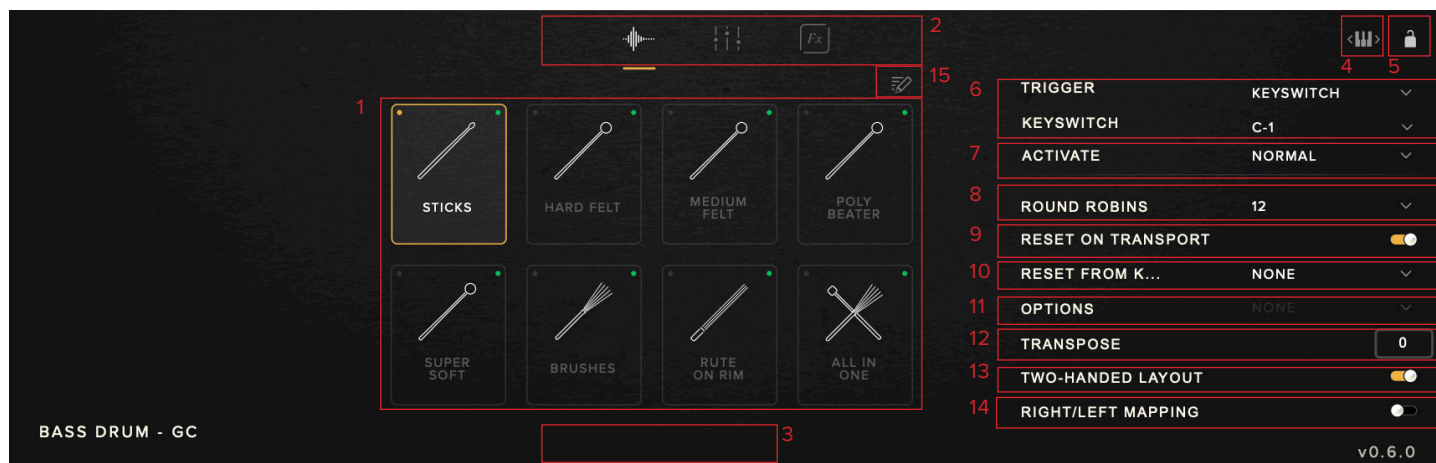 2
Fx
4
5
15
1
6
TRIGGER KEYSWITCH
KEYSWITCH C-1
7
ACTIVATE NORMAL
STICKS
HARD FELT
MEDIUM
FELT
POLY
BEATER
8
ROUND ROBINS 12
9
RESET ON TRANSPORT
10
RESET FROM K... NONE
11
OPTIONS NONE
12
TRANSPOSE 0
13
TWO-HANDED LAYOUT
14
RIGHT/LEFT MAPPING
SUPER
SOFT
BRUSHES
RUTE
ON RIM
ALL IN
ONE
3
BASS DRUM - GC
v0.6.0